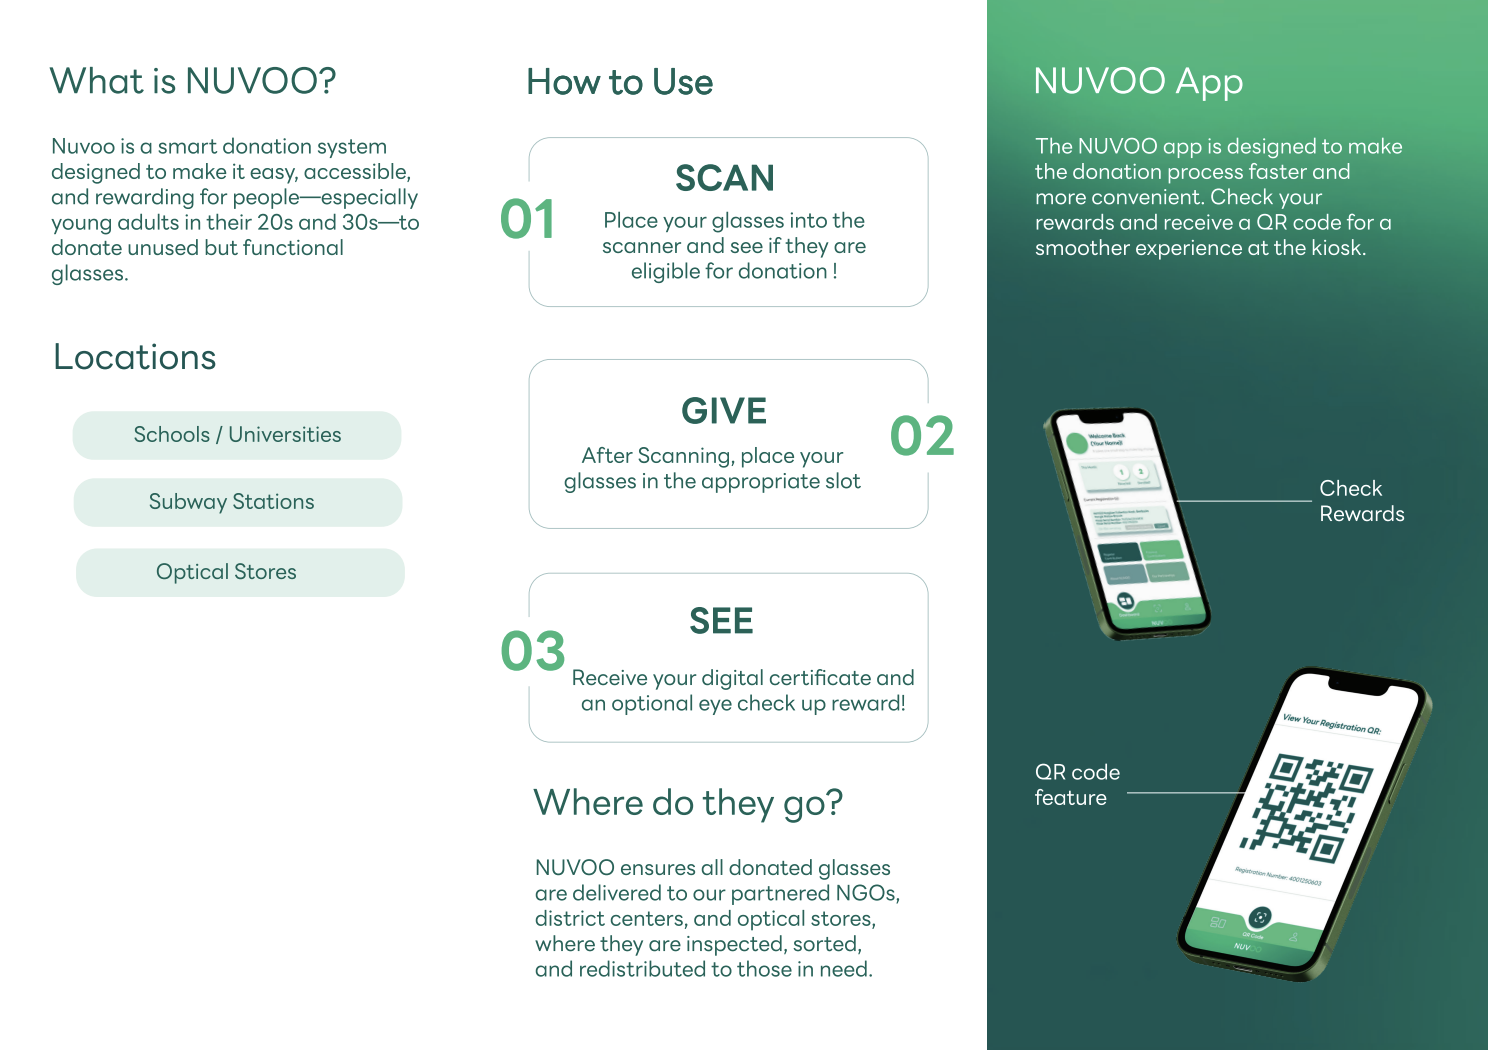 What is NUVOO?
Nuvoo is a smart donation system
designed to make it easy, accessible,
and rewarding for people—especially
young adults in their 20s and 30s—to
donate unused but functional
glasses.
Locations
Schools / Universities
Subway Stations
Optical Stores
How to Use
01
SCAN
Place your glasses into the
scanner and see if they are
eligible for donation !
02
GIVE
After Scanning, place your
glasses in the appropriate slot
03
SEE
Receive your digital certificate and
an optional eye check up reward!
Where do they go?
NUVOO ensures all donated glasses
are delivered to our partnered NGOs,
district centers, and optical stores,
where they are inspected, sorted,
and redistributed to those in need.
NUVOO App
The NUVOO app is designed to make
the donation process faster and
more convenient. Check your
rewards and receive a QR code for a
smoother experience at the kiosk.
Welcome Back
(Your Name)!
1 2
Check
Rewards
QR code
feature
View Your Registration QR:
Registration Number: 4001250603
QR Code
NUVOO